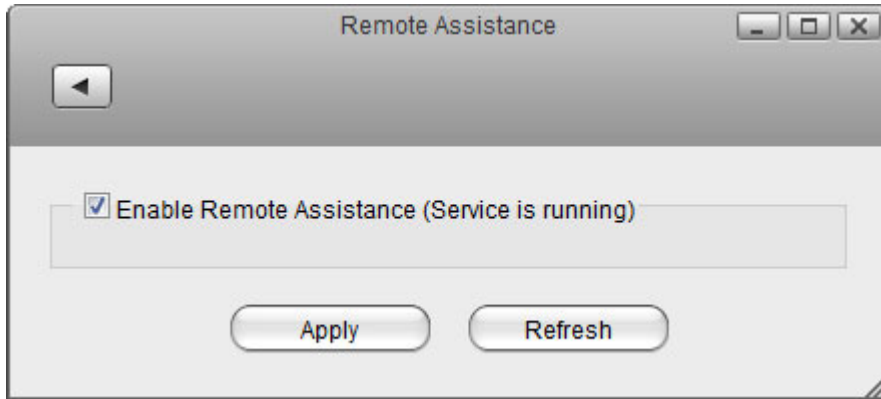 Remote Assistance
Enable Remote Assistance (Service is running)
Apply
Refresh